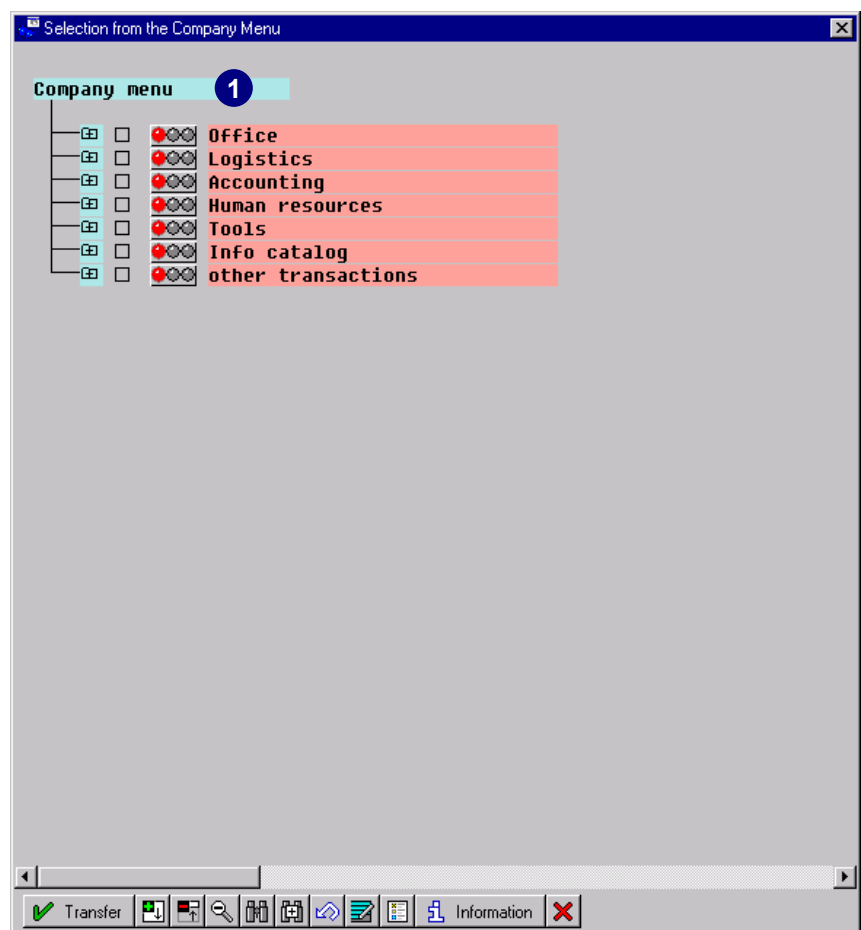 Selection from the Company Menu
Company menu 1
Office
Logistics
Accounting
Human resources
Tools
Info catalog
other transactions
Transfer Information